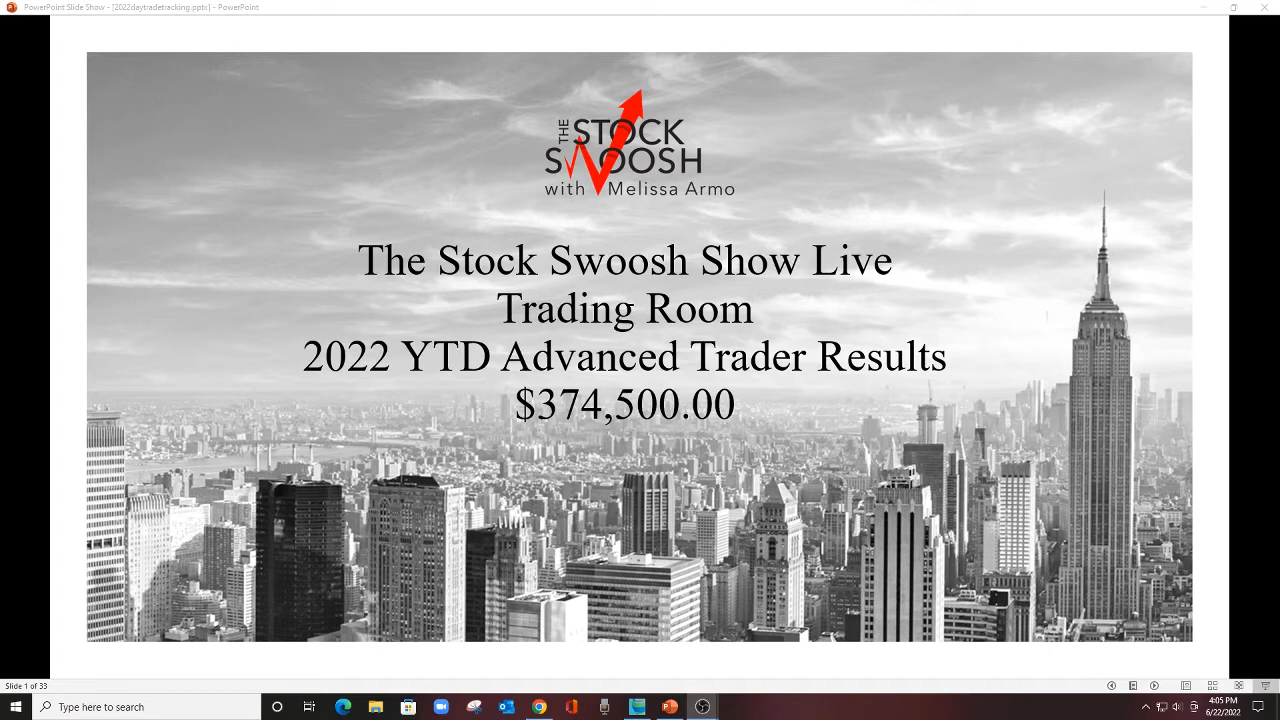 PowerPoint Slide Show - [2022daytradetracking.pptx] - PowerPoint
THE STOCK
SWOOSH
with Melissa Armo
The Stock Swoosh Show Live
Trading Room
2022 YTD Advanced Trader Results
$374,500.00
Slide 1 of 33
Type here to search
4:05 PM
6/22/2022